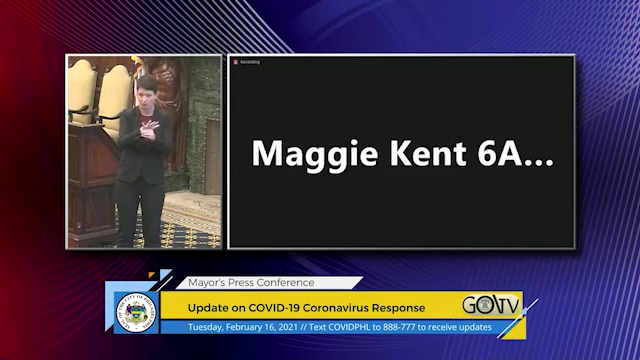 Recording
Maggie Kent 6A...
Mayor's Press Conference
Update on COVID-19 Coronavirus Response
GOVTV
Tuesday, February 16, 2021 // Text COVIDPHL to 888-777 to receive updates